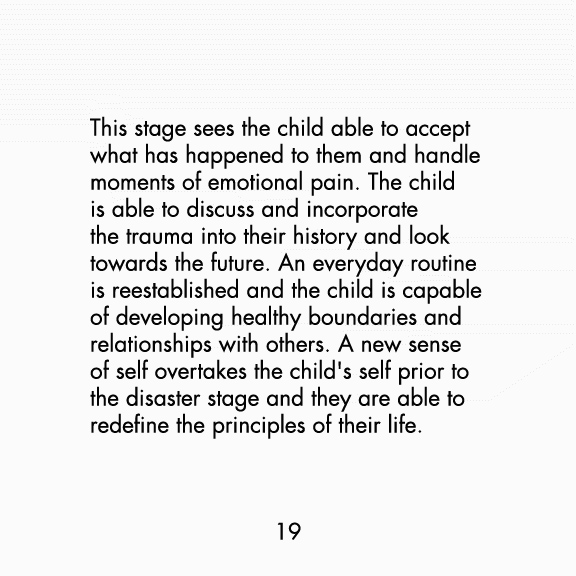 This stage sees the child able to accept
what has happened to them and handle
moments of emotional pain. The child
is able to discuss and incorporate
the trauma into their history and look
towards the future. An everyday routine
is reestablished and the child is capable
of developing healthy boundaries and
relationships with others. A new sense
of self overtakes the child's self prior to
the disaster stage and they are able to
redefine the principles of their life.
19